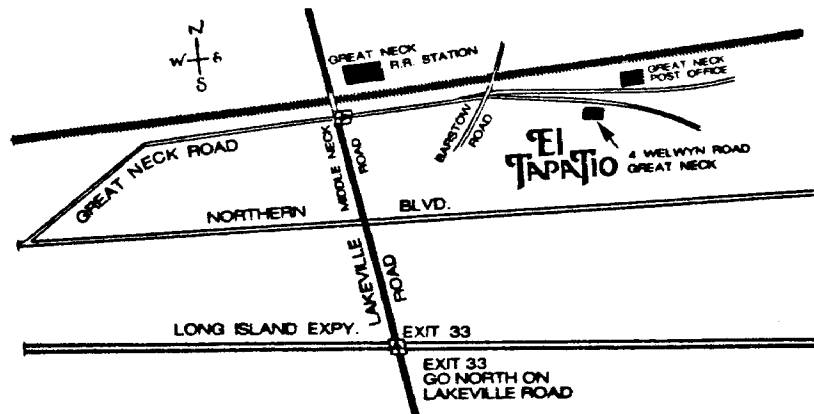 N
W
S
GREAT NECK
R.R. STATION
GREAT NECK
POST OFFICE
GREAT NECK ROAD
MIDDLE NECK
ROAD
BARSTOW
ROAD
El
TAPATIO
4 WELWYN ROAD
GREAT NECK
NORTHERN BLVD.
LAKEVILLE
ROAD
LONG ISLAND EXPY.
EXIT 33
EXIT 33
GO NORTH ON
LAKEVILLE ROAD